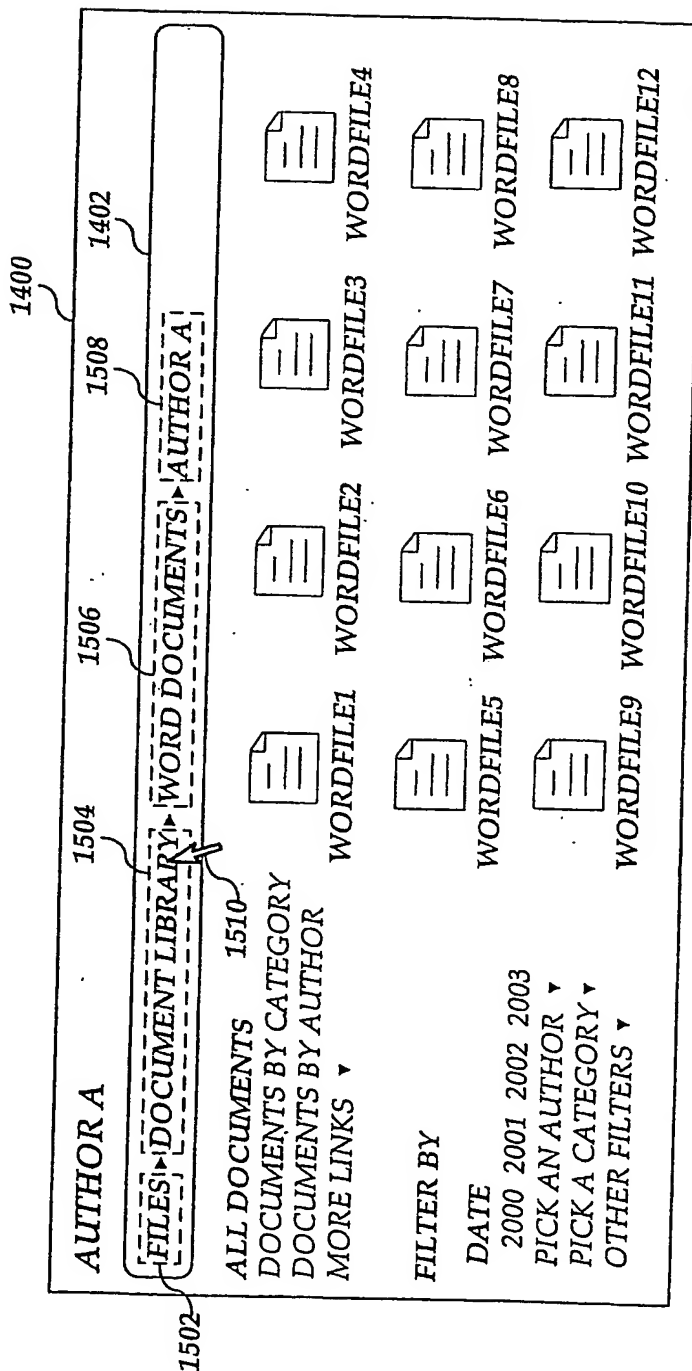 1400
AUTHOR A
1502
1504
1506
1508
1402
FILES ▸ DOCUMENT LIBRARY ▸ WORD DOCUMENTS ▸ AUTHOR A
1510
ALL DOCUMENTS
DOCUMENTS BY CATEGORY
DOCUMENTS BY AUTHOR
MORE LINKS ▾
FILTER BY
DATE
2000 2001 2002 2003
PICK AN AUTHOR ▾
PICK A CATEGORY ▾
OTHER FILTERS ▾
WORDFILE1 WORDFILE2 WORDFILE3 WORDFILE4
WORDFILE5 WORDFILE6 WORDFILE7 WORDFILE8
WORDFILE9 WORDFILE10 WORDFILE11 WORDFILE12